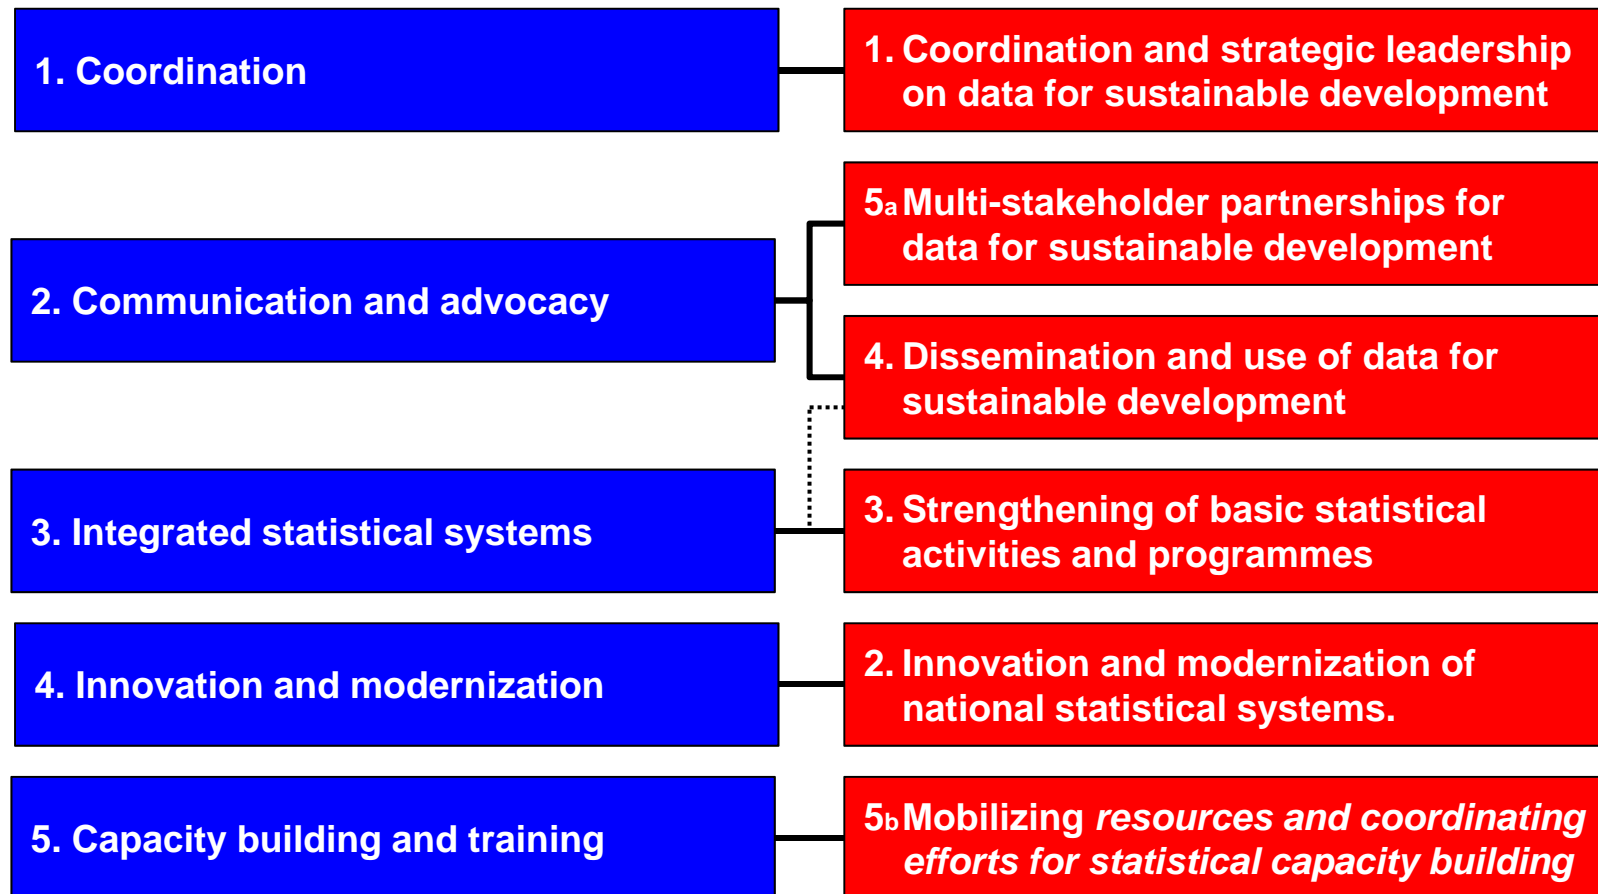 1. Coordination
1. Coordination and strategic leadership
on data for sustainable development
5a Multi-stakeholder partnerships for
data for sustainable development
2. Communication and advocacy
4. Dissemination and use of data for
sustainable development
3. Integrated statistical systems
3. Strengthening of basic statistical
activities and programmes
4. Innovation and modernization
2. Innovation and modernization of
national statistical systems.
5. Capacity building and training
5b Mobilizing resources and coordinating
efforts for statistical capacity building